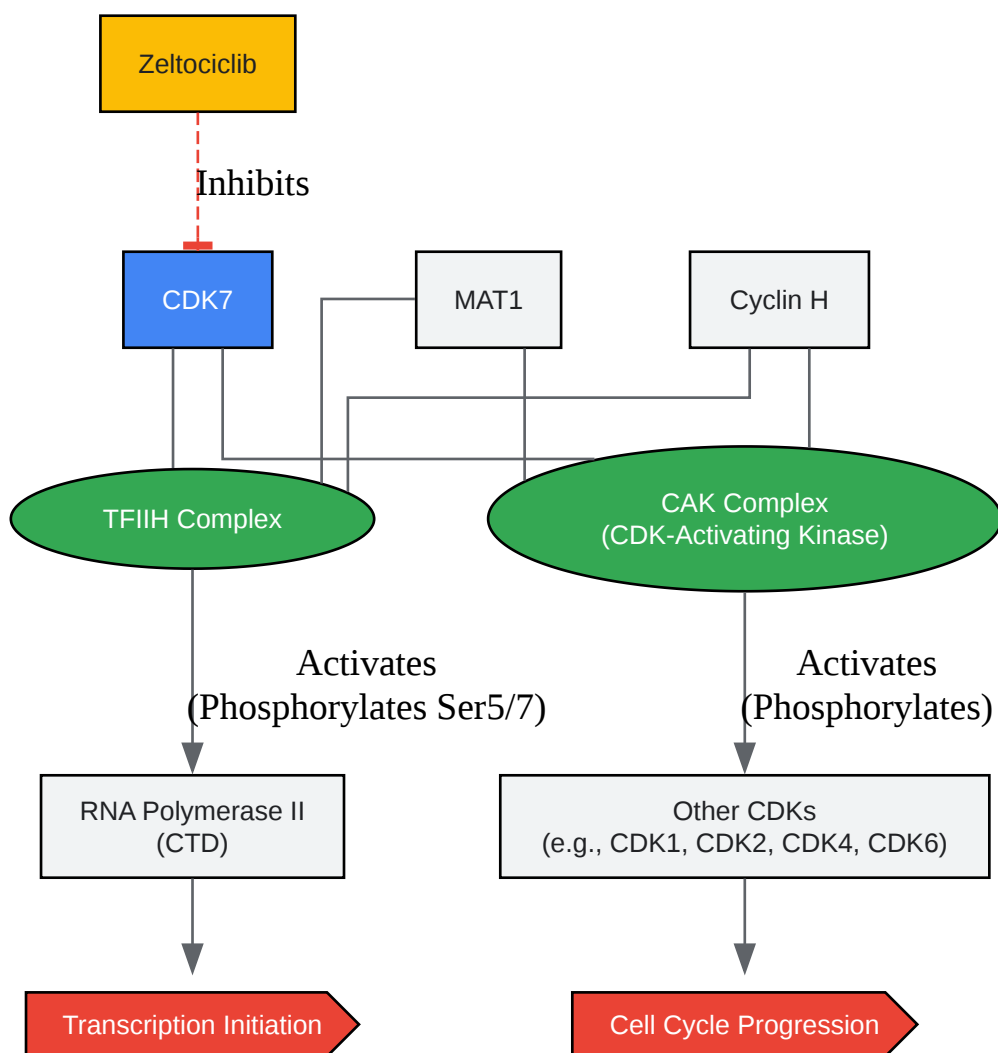 Zeltociclib
Inhibits
CDK7
MAT1
Cyclin H
TFIIH Complex
CAK Complex
(CDK-Activating Kinase)
Activates
(Phosphorylates Ser5/7)
Activates
(Phosphorylates)
RNA Polymerase II
(CTD)
Other CDKs
(e.g., CDK1, CDK2, CDK4, CDK6)
Transcription Initiation
Cell Cycle Progression